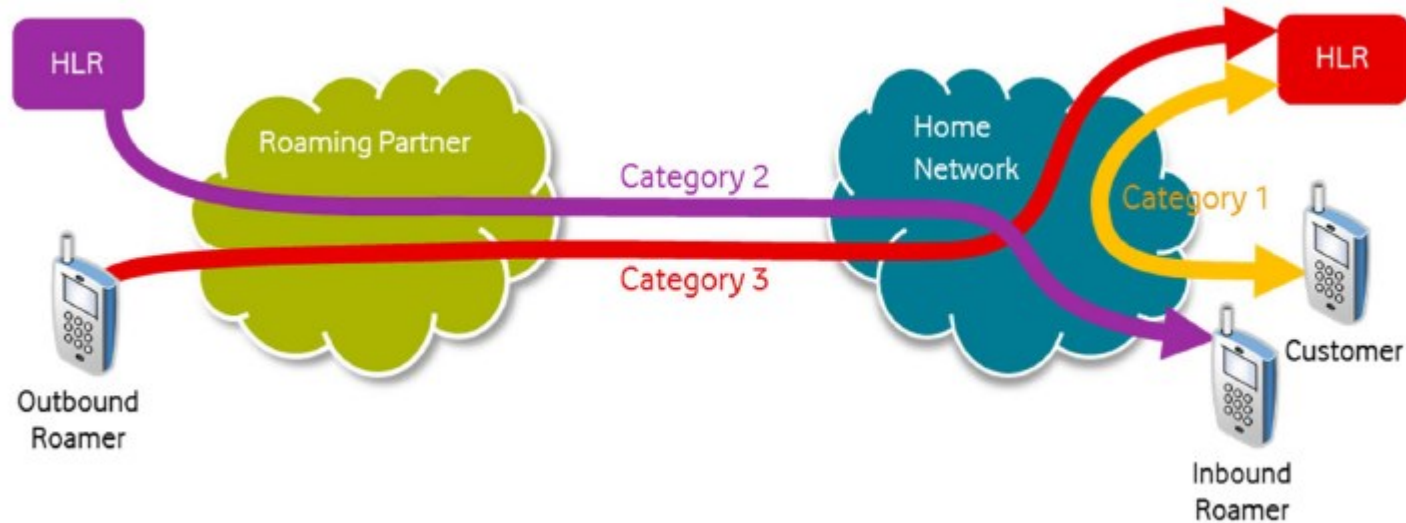 HLR
HLR
Roaming Partner
Home
Network
Category 2
Category 1
Category 3
Customer
Outbound
Roamer
Inbound
Roamer